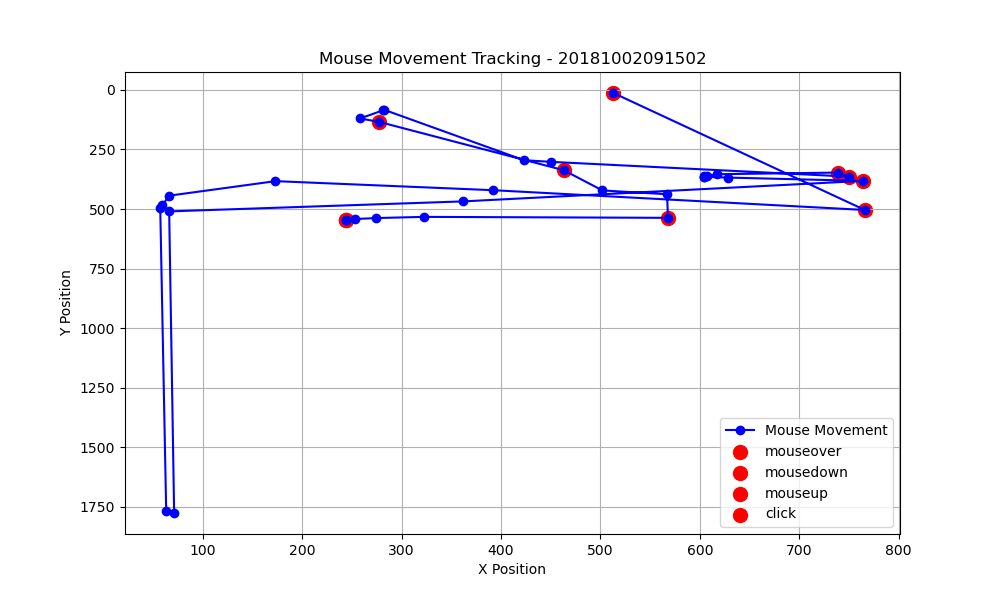 Mouse Movement Tracking - 20181002091502
0
250
500
750
1000
1250
1500
1750
Y Position
Mouse Movement
mouseover
mousedown
mouseup
click
100
200
300
400
500
600
700
800
X Position